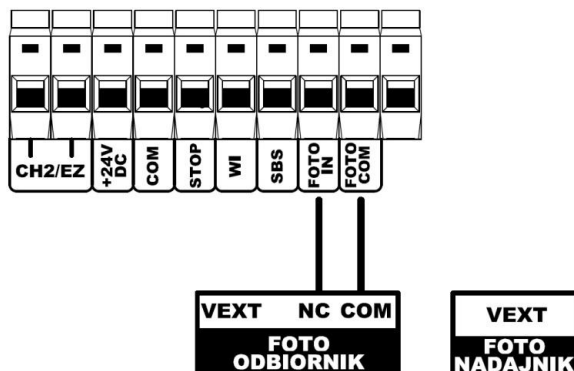 CH2/EZ
+24V
DC
COM
STOP
WI
SBS
FOTO
IN
FOTO
COM
VEXT NC COM
FOTO
ODBIORNIK
VEXT
FOTO
NADAJNIK